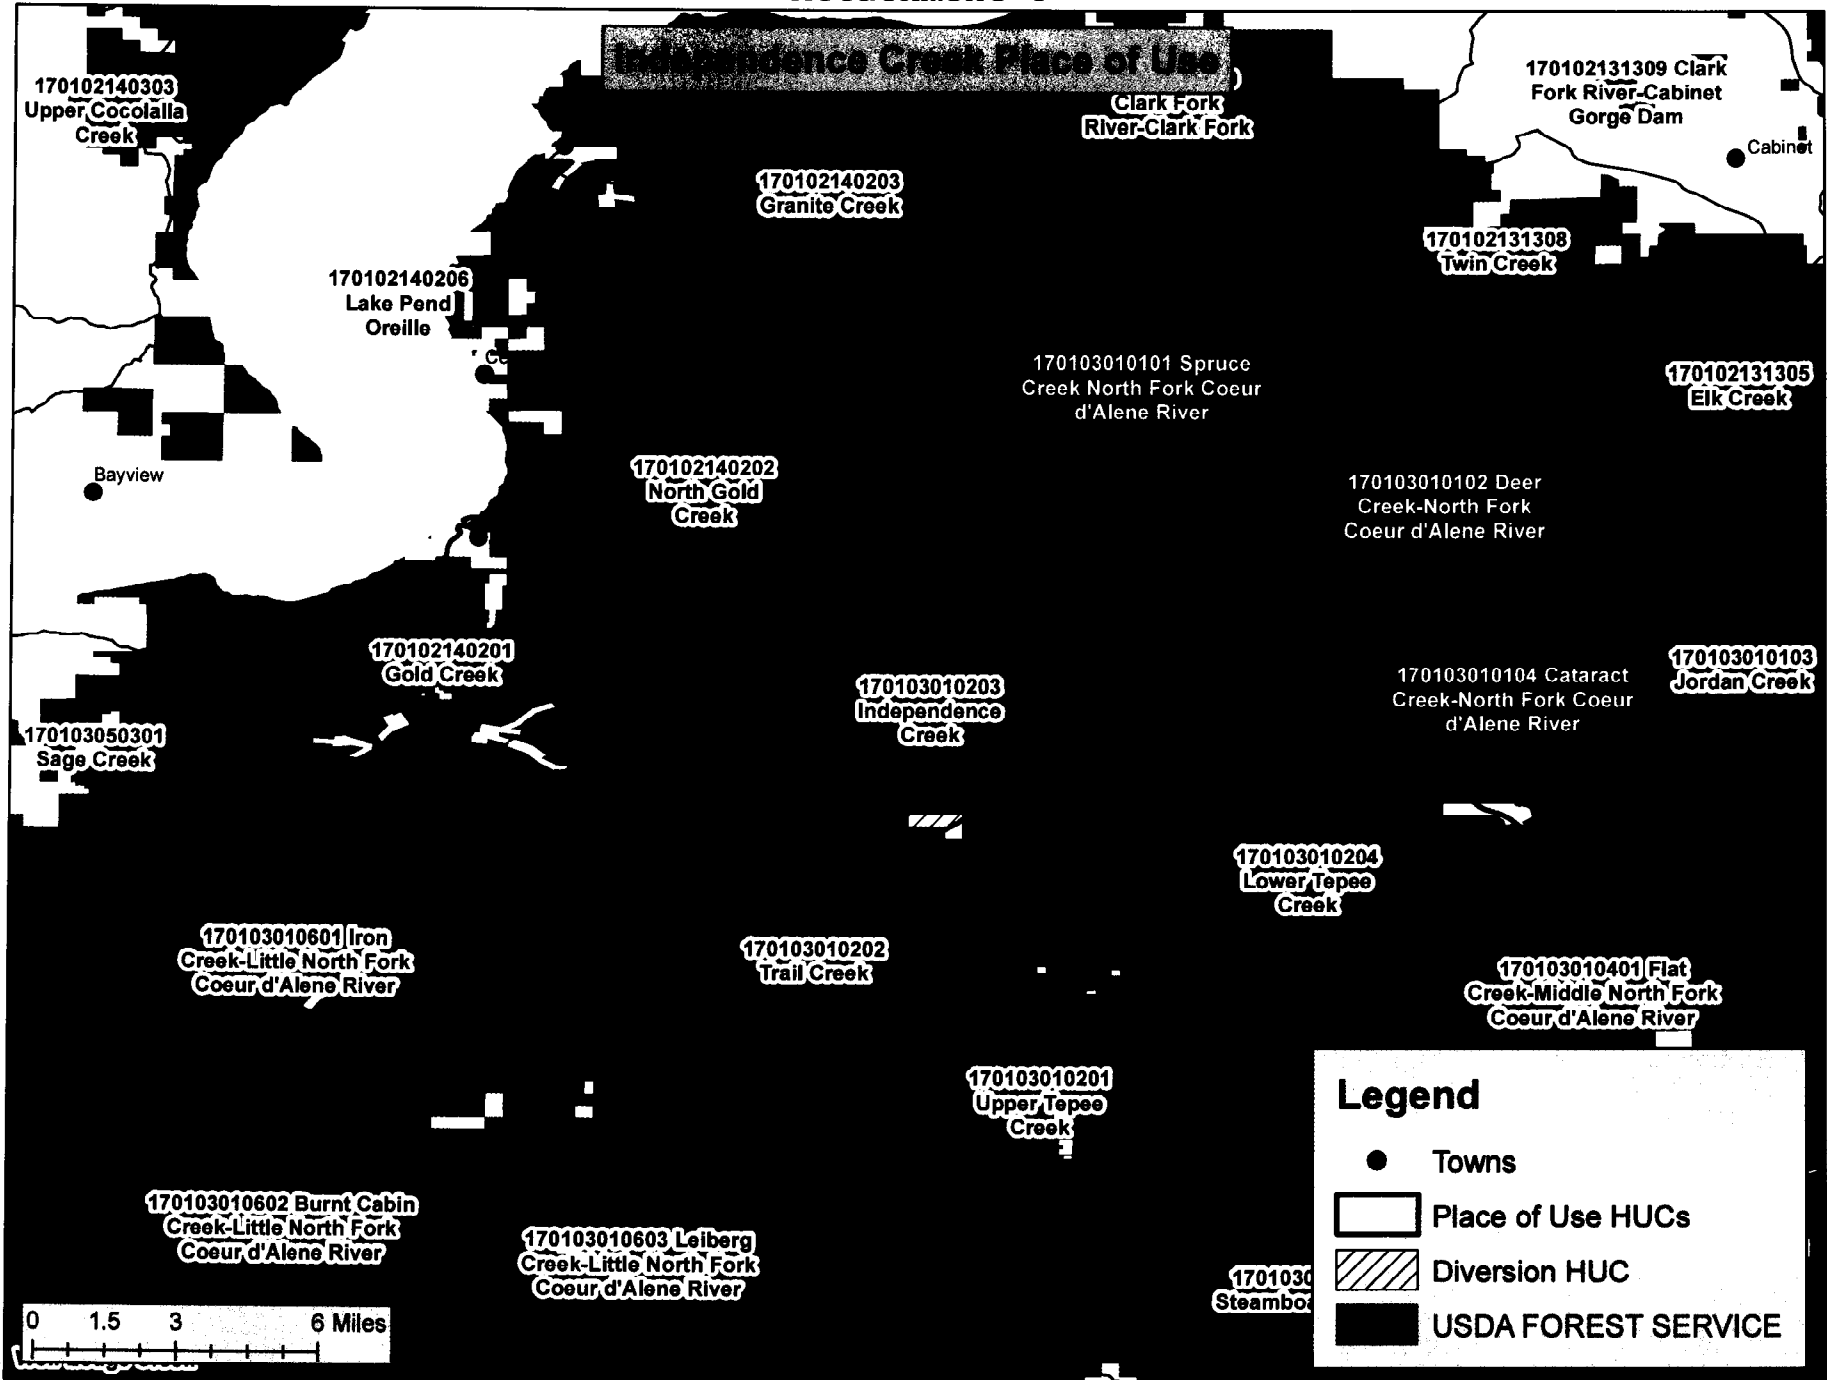 Independence Creek Place of Use
170102140303
Upper Cocolalla
Creek
Clark Fork
River-Clark Fork
170102131309 Clark
Fork River-Cabinet
Gorge Dam
Cabinet
170102140203
Granite Creek
170102131308
Twin Creek
170102140206
Lake Pend
Oreille
170103010101 Spruce
Creek North Fork Coeur
d'Alene River
170102131305
Elk Creek
Bayview
170102140202
North Gold
Creek
170103010102 Deer
Creek-North Fork
Coeur d'Alene River
170102140201
Gold Creek
170103010203
Independence
Creek
170103010104 Cataract
Creek-North Fork Coeur
d'Alene River
170103010103
Jordan Creek
170103050301
Sage Creek
170103010204
Lower Tepee
Creek
170103010601 Iron
Creek-Little North Fork
Coeur d'Alene River
170103010202
Trail Creek
170103010401 Flat
Creek-Middle North Fork
Coeur d'Alene River
170103010201
Upper Tepee
Creek
170103010602 Burnt Cabin
Creek-Little North Fork
Coeur d'Alene River
170103010603 Leiberg
Creek-Little North Fork
Coeur d'Alene River
1701030
Steamboa
Legend
Towns
Place of Use HUCs
Diversion HUC
USDA FOREST SERVICE
0 1.5 3 6 Miles